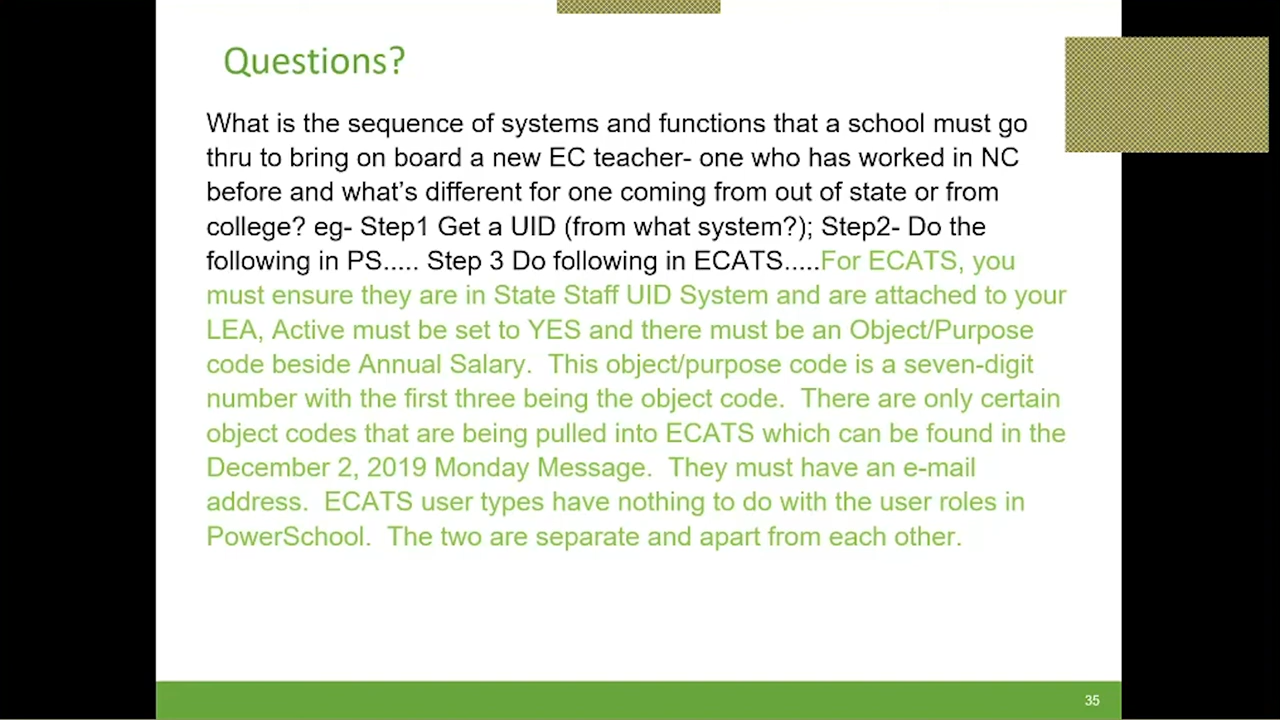 Questions?
What is the sequence of systems and functions that a school must go
thru to bring on board a new EC teacher- one who has worked in NC
before and what’s different for one coming from out of state or from
college? eg- Step1 Get a UID (from what system?); Step2- Do the
following in PS..... Step 3 Do following in ECATS.....For ECATS, you
must ensure they are in State Staff UID System and are attached to your
LEA, Active must be set to YES and there must be an Object/Purpose
code beside Annual Salary.  This object/purpose code is a seven-digit
number with the first three being the object code.  There are only certain
object codes that are being pulled into ECATS which can be found in the
December 2, 2019 Monday Message.  They must have an e-mail
address.  ECATS user types have nothing to do with the user roles in
PowerSchool.  The two are separate and apart from each other.
35